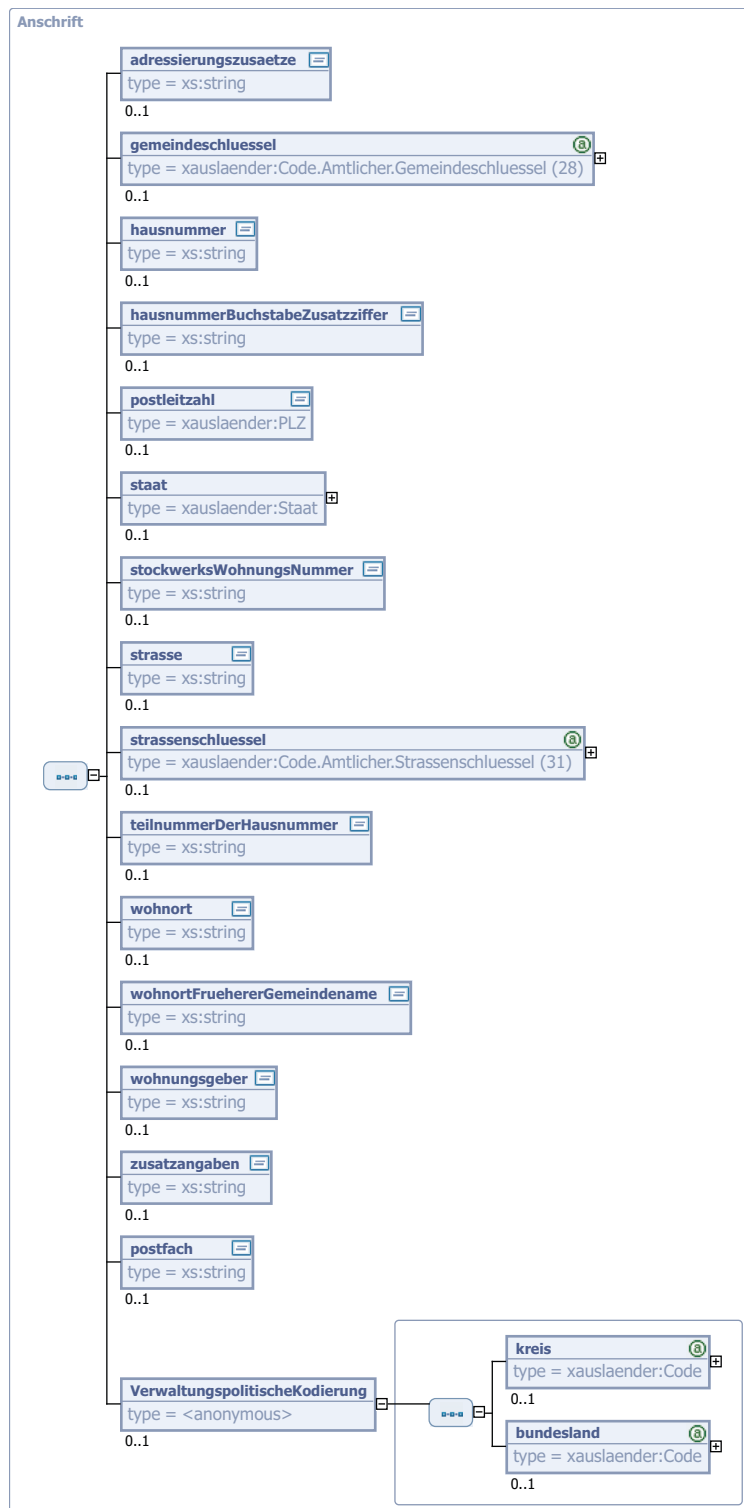 Anschrift
adressierungszusaetze
type = xs:string
0..1
gemeindeschluessel
type = xauslaender:Code.Amtlicher.Gemeindeschluessel (28)
0..1
hausnummer
type = xs:string
0..1
hausnummerBuchstabeZusatzziffer
type = xs:string
0..1
postleitzahl
type = xauslaender:PLZ
0..1
staat
type = xauslaender:Staat
0..1
stockwerksWohnungsNummer
type = xs:string
0..1
strasse
type = xs:string
0..1
strassenschluessel
type = xauslaender:Code.Amtlicher.Strassenschluessel (31)
0..1
teilnummerDerHausnummer
type = xs:string
0..1
wohnort
type = xs:string
0..1
wohnortFruehererGemeindename
type = xs:string
0..1
wohnungsgeber
type = xs:string
0..1
zusatzangaben
type = xs:string
0..1
postfach
type = xs:string
0..1
VerwaltungspolitischeKodierung
type = <anonymous>
0..1
kreis
type = xauslaender:Code
0..1
bundesland
type = xauslaender:Code
0..1